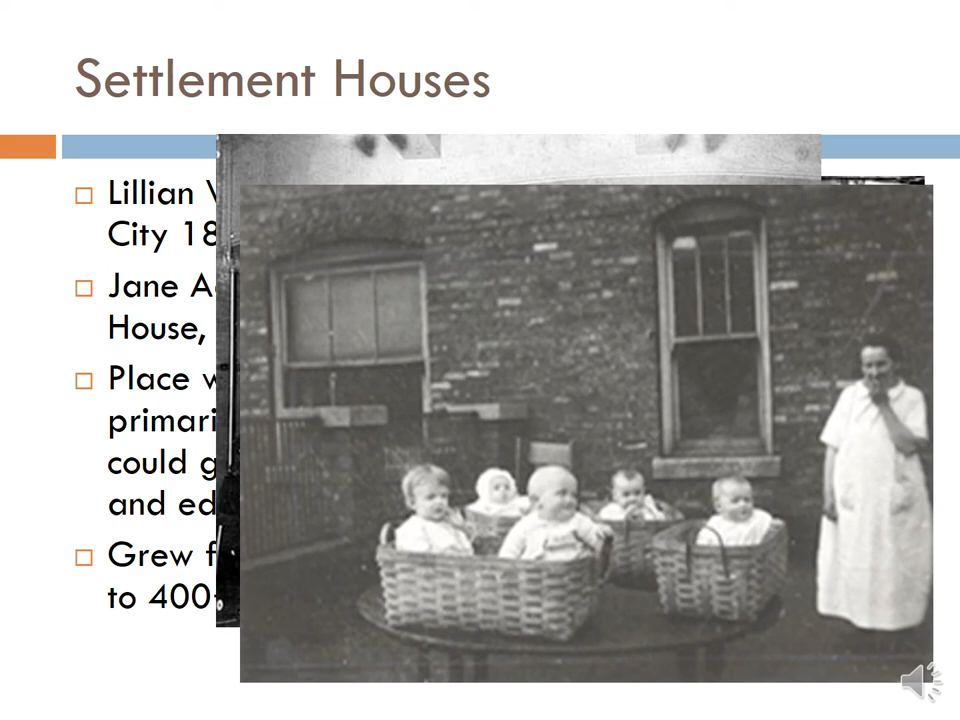 Settlement Houses
Lillian
City 18
Jane A
House,
Place w
primari
could g
and ed
Grew f
to 400